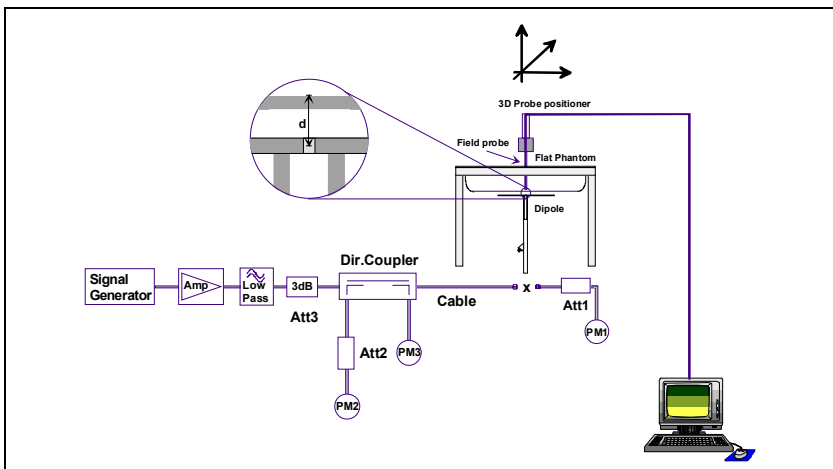 3D Probe positioner
d
Field probe
Flat Phantom
Dipole
Dir.Coupler
Signal
Generator
Amp
Low
Pass
3dB
Cable
x
Att1
Att3
Att2
PM3
PM1
PM2